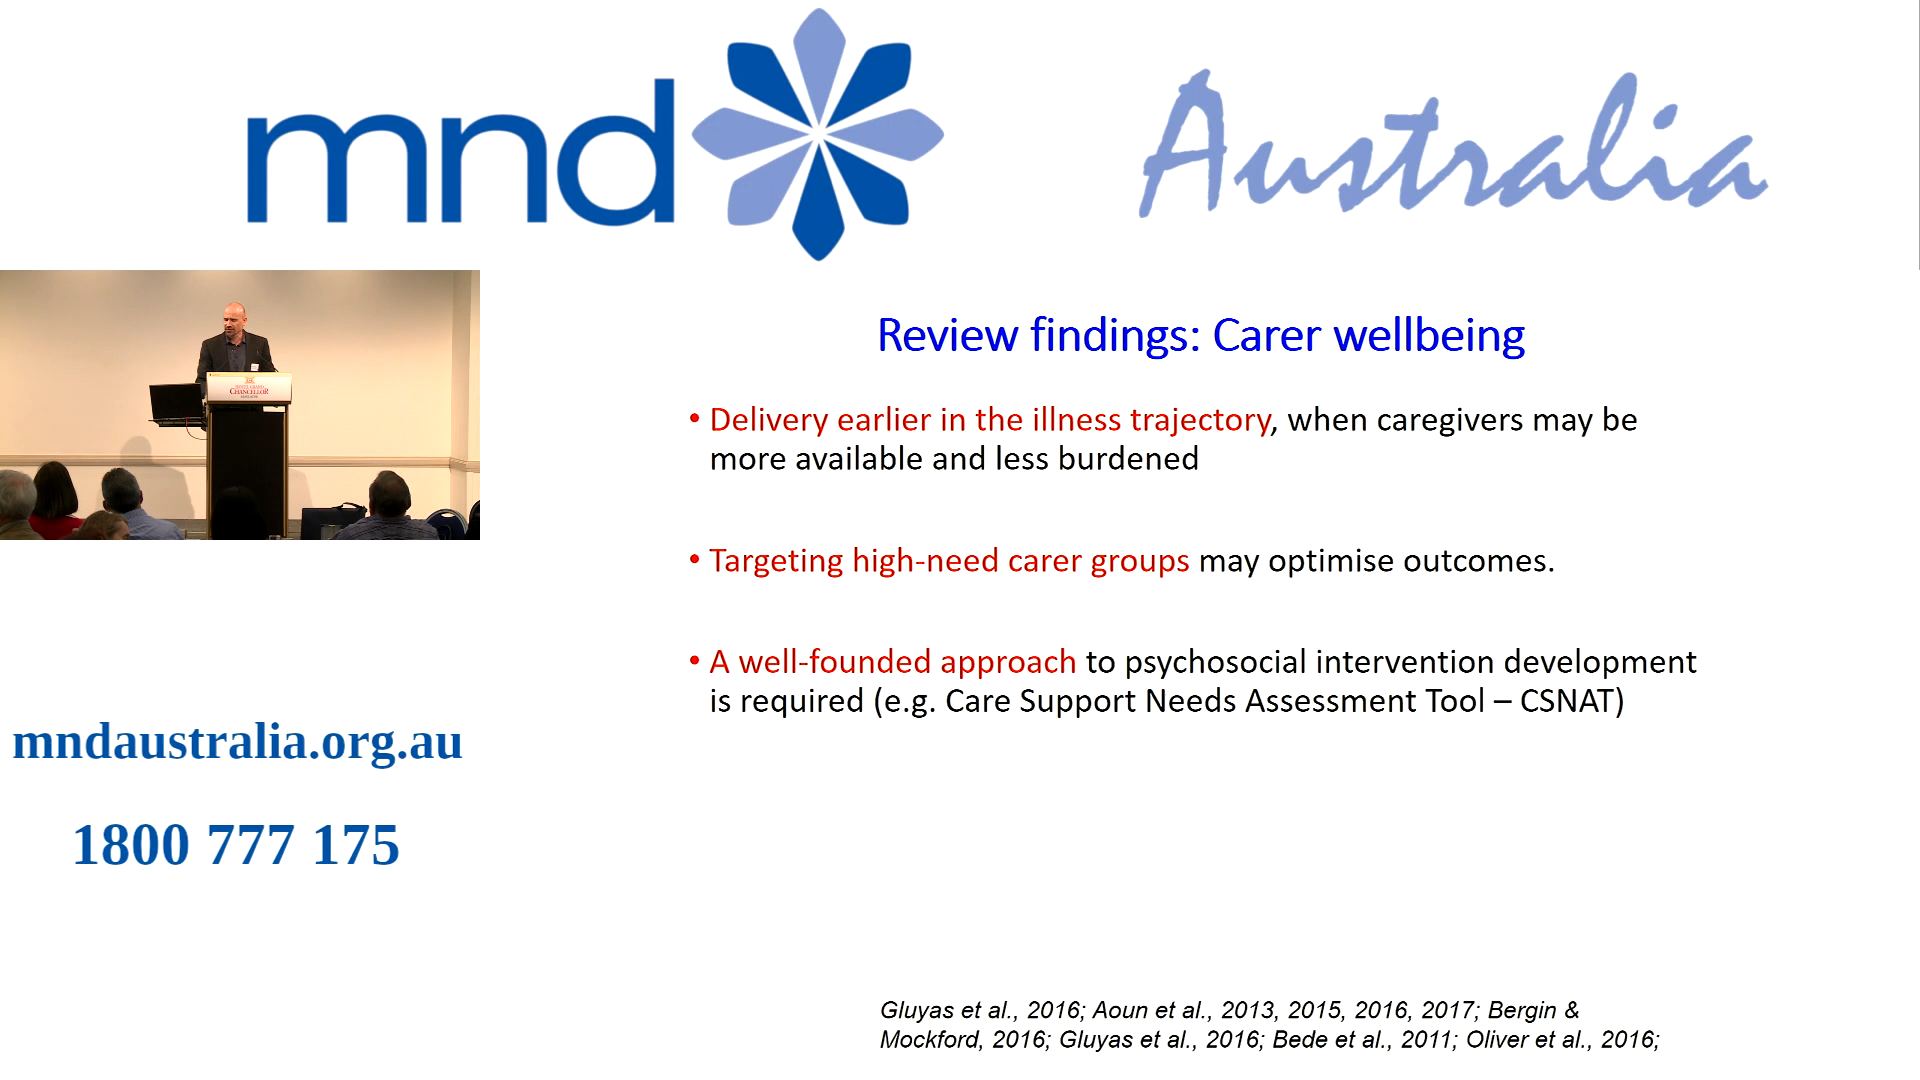 mnd Australia
Review findings: Carer wellbeing
• Delivery earlier in the illness trajectory, when caregivers may be
more available and less burdened
• Targeting high-need carer groups may optimise outcomes.
• A well-founded approach to psychosocial intervention development
is required (e.g. Care Support Needs Assessment Tool – CSNAT)
CHANCELLOR
mndaustralia.org.au
1800 777 175
Gluyas et al., 2016; Aoun et al., 2013, 2015, 2016, 2017; Bergin &
Mockford, 2016; Gluyas et al., 2016; Bede et al., 2011; Oliver et al., 2016;